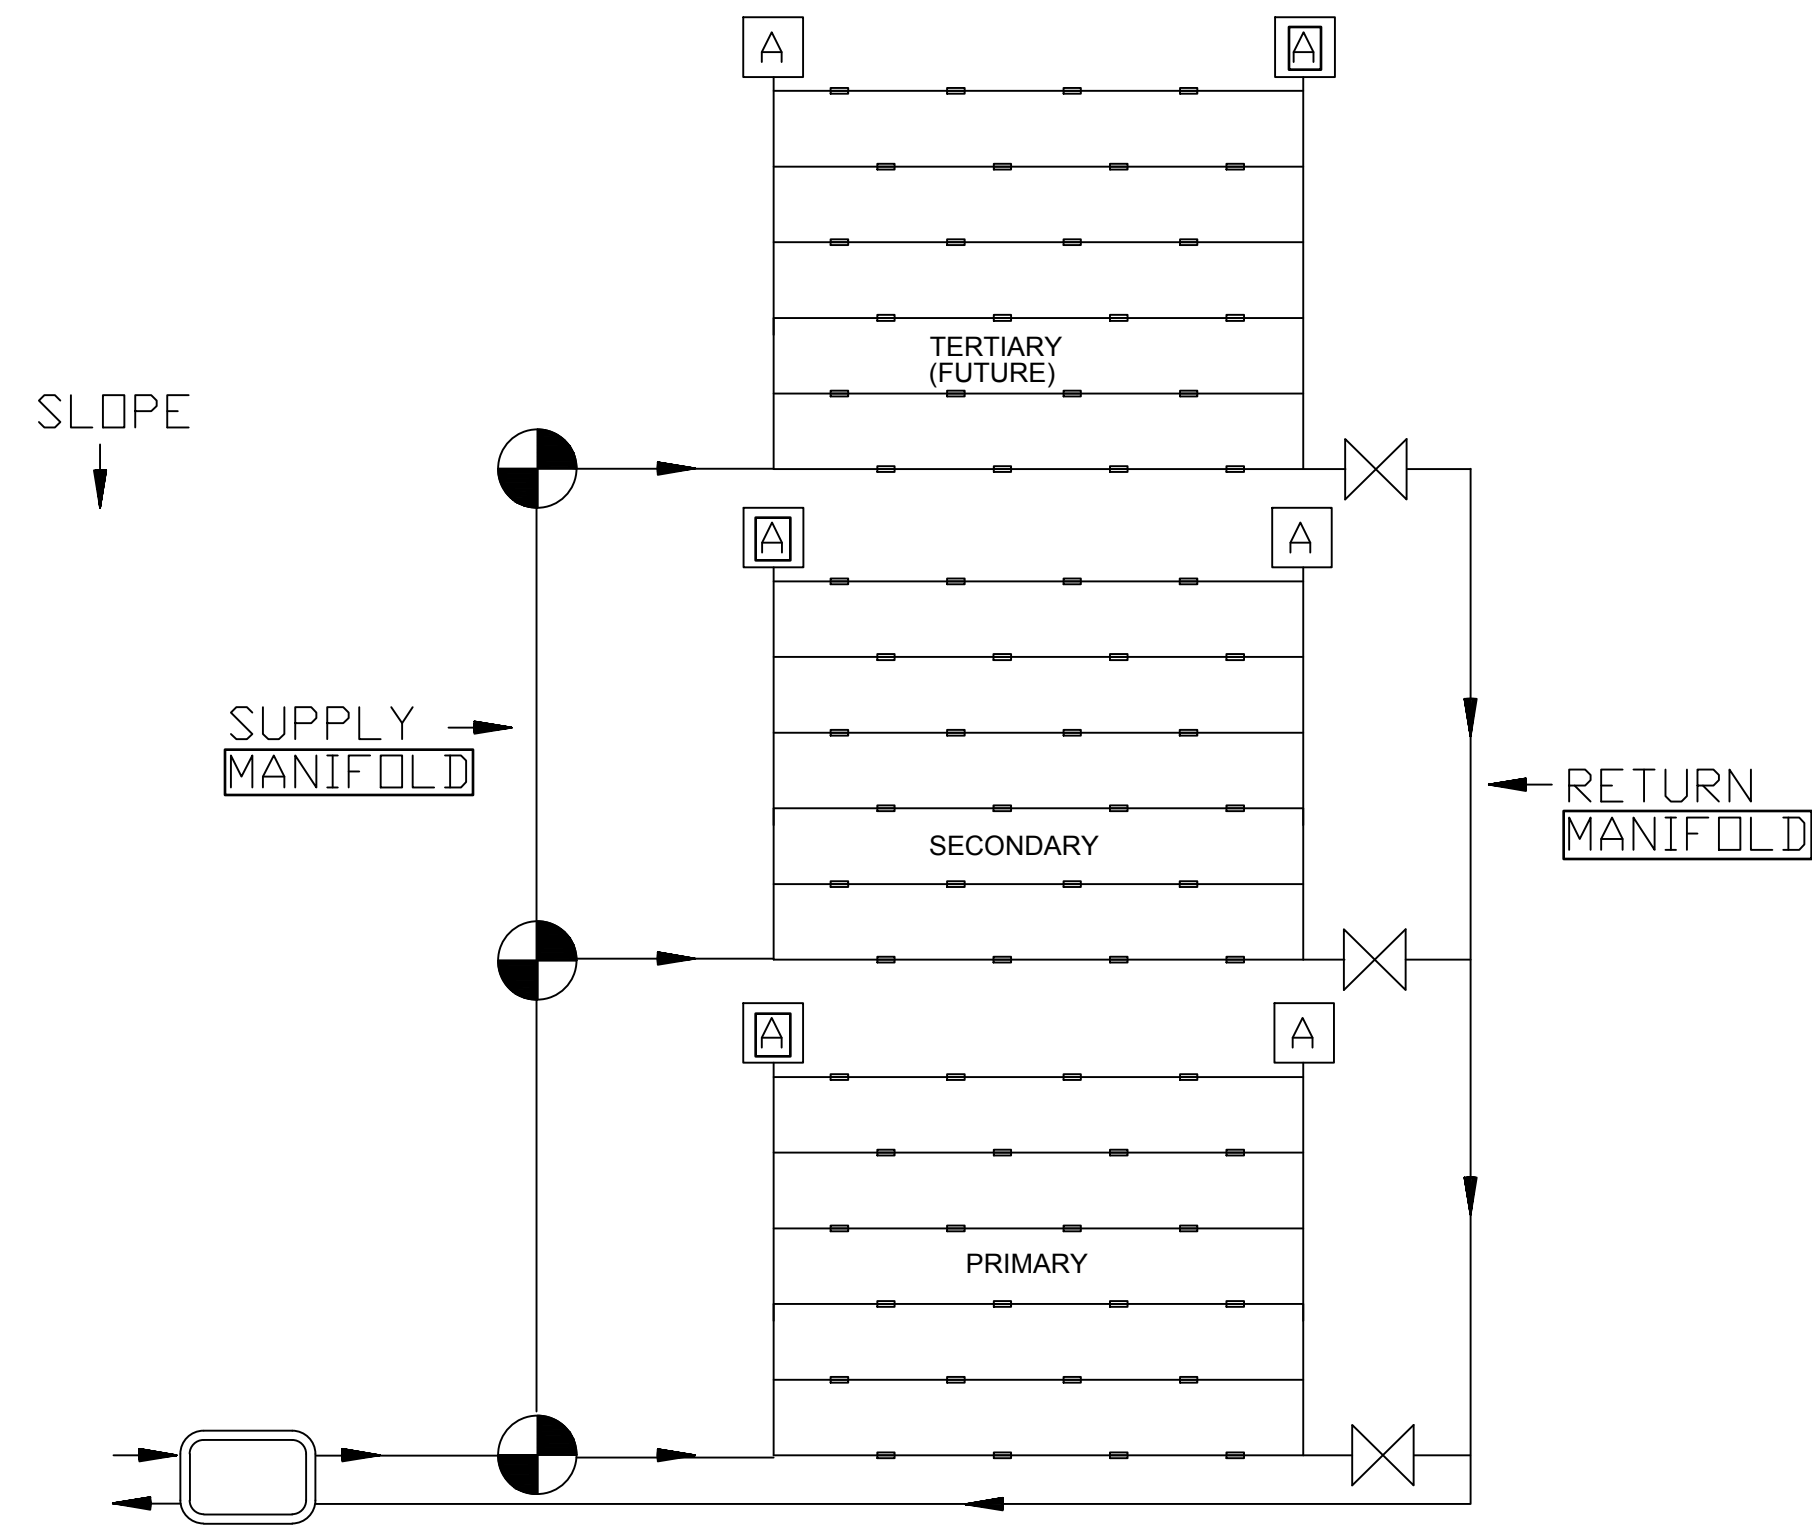 A
A
TERTIARY
(FUTURE)
SLOPE
A
A
SUPPLY
MANIFOLD
RETURN
MANIFOLD
SECONDARY
A
A
PRIMARY